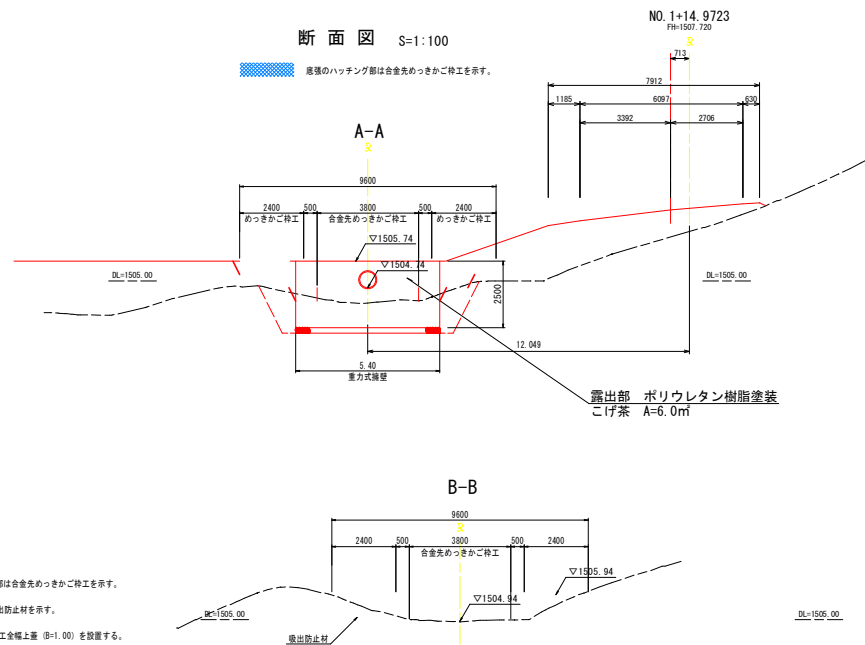 断面図 S=1:100
底張のハッチング部は合金先めっきかご枠工を示す。
NO.1+14.9723
FH=1507.720
713
7912
1185 6097 630
3392 2706
A-A
9600
2400 500 3800 500 2400
めっきかご枠工 合金先めっきかご枠工 めっきかご枠工
▽1505.74
▽1504.74
DL=1505.00
DL=1505.00
2500
12.049
5.40
重力式擁壁
露出部 ポリウレタン樹脂塗装
こげ茶 A=6.0㎡
B-B
9600
2400 500 3800 500 2400
合金先めっきかご枠工
▽1505.94
▽1504.94
DL=1505.00
DL=1505.00
吸出防止材
部は合金先めっきかご枠工を示す。
出防止材を示す。
工全幅上蓋 (B=1.00) を設置する。